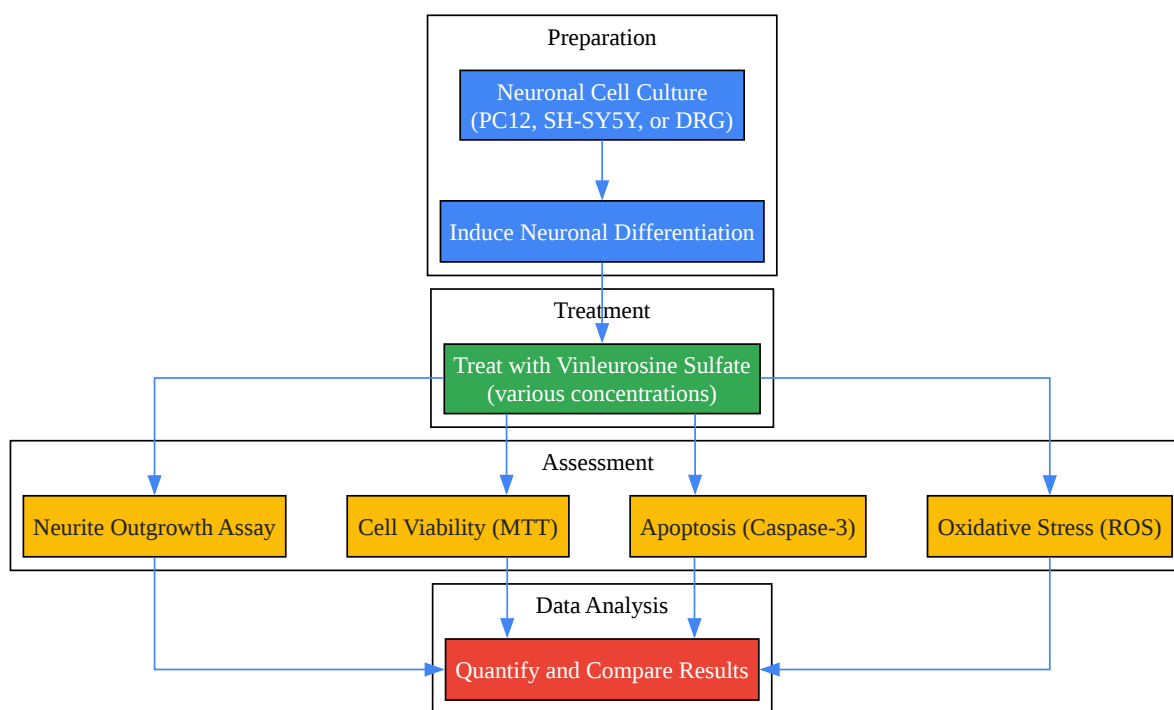 Preparation
Neuronal Cell Culture
(PC12, SH-SY5Y, or DRG)
Induce Neuronal Differentiation
Treatment
Treat with Vinleurosine Sulfate
(various concentrations)
Assessment
Neurite Outgrowth Assay
Cell Viability (MTT)
Apoptosis (Caspase-3)
Oxidative Stress (ROS)
Data Analysis
Quantify and Compare Results